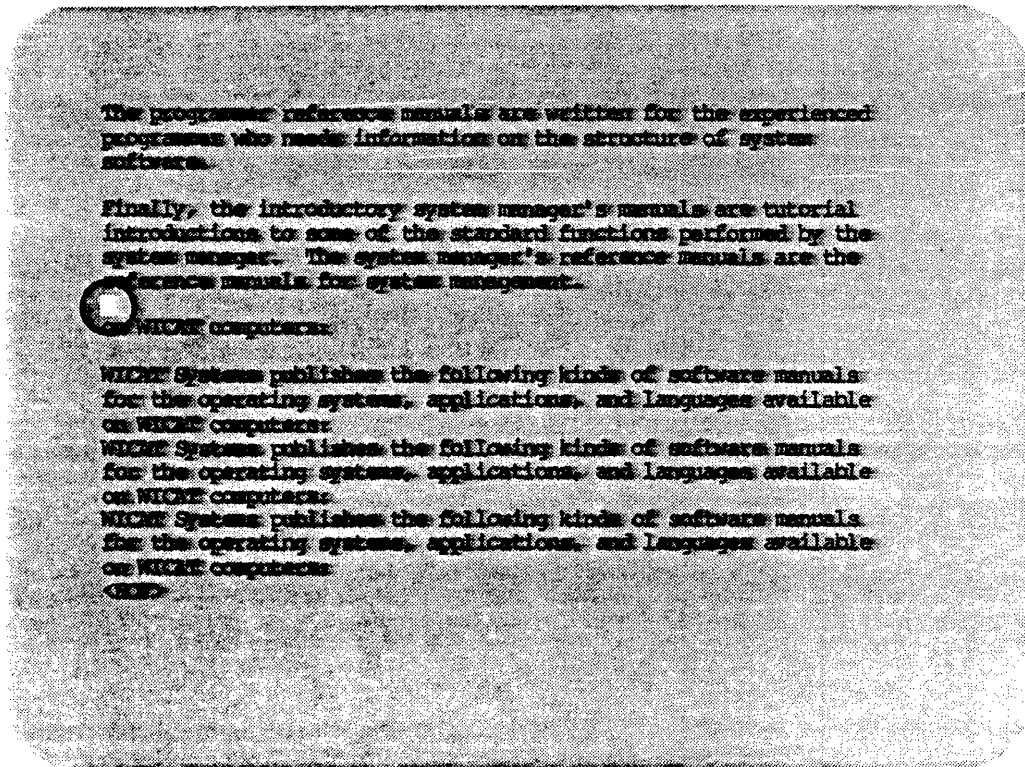 The programmer reference manuals are written for the experienced
programmer who needs information on the structure of system
software.
Finally, the introductory system manager's manuals are tutorial
introductions to some of the standard functions performed by the
system manager. The system manager's reference manuals are the
reference manuals for system management.
on WICAT computers:
WICAT Systems publishes the following kinds of software manuals
for the operating systems, applications, and languages available
on WICAT computers:
WICAT Systems publishes the following kinds of software manuals
for the operating systems, applications, and languages available
on WICAT computers:
WICAT Systems publishes the following kinds of software manuals
for the operating systems, applications, and languages available
on WICAT computers:
<EOF>